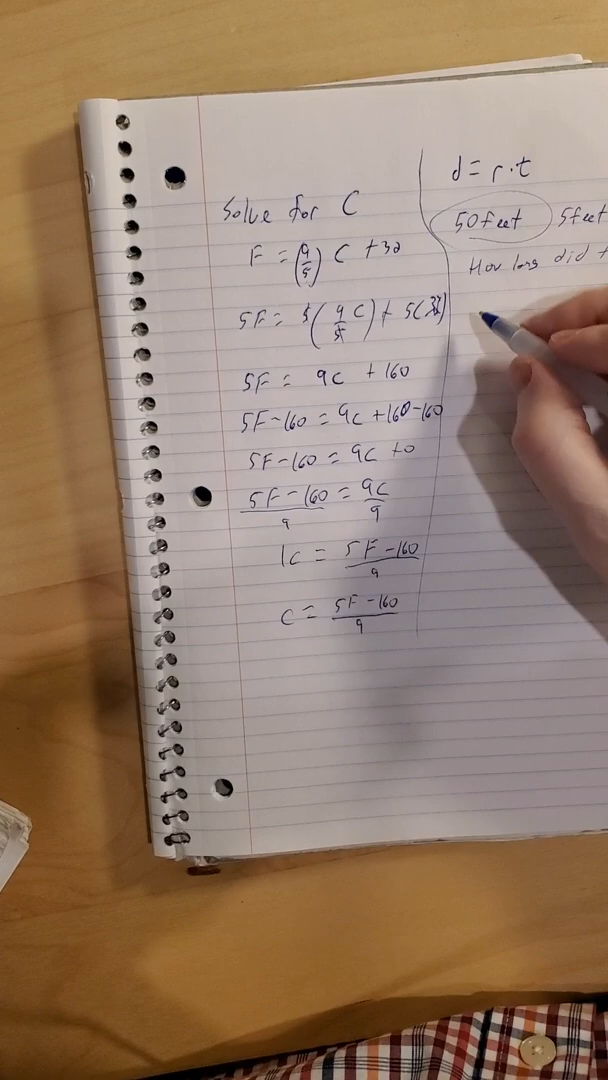 Solve for C
F = (9/5) C + 32
5F = 5(9C/5) + 5(32)
5F = 9C + 160
5F-160 = 9C+160-160
5F-160 = 9C +0
5F-160/9 = 9C/9
1C = 5F-160/9
C = 5F-160/9
d = r·t
50feet 5feet
How long did